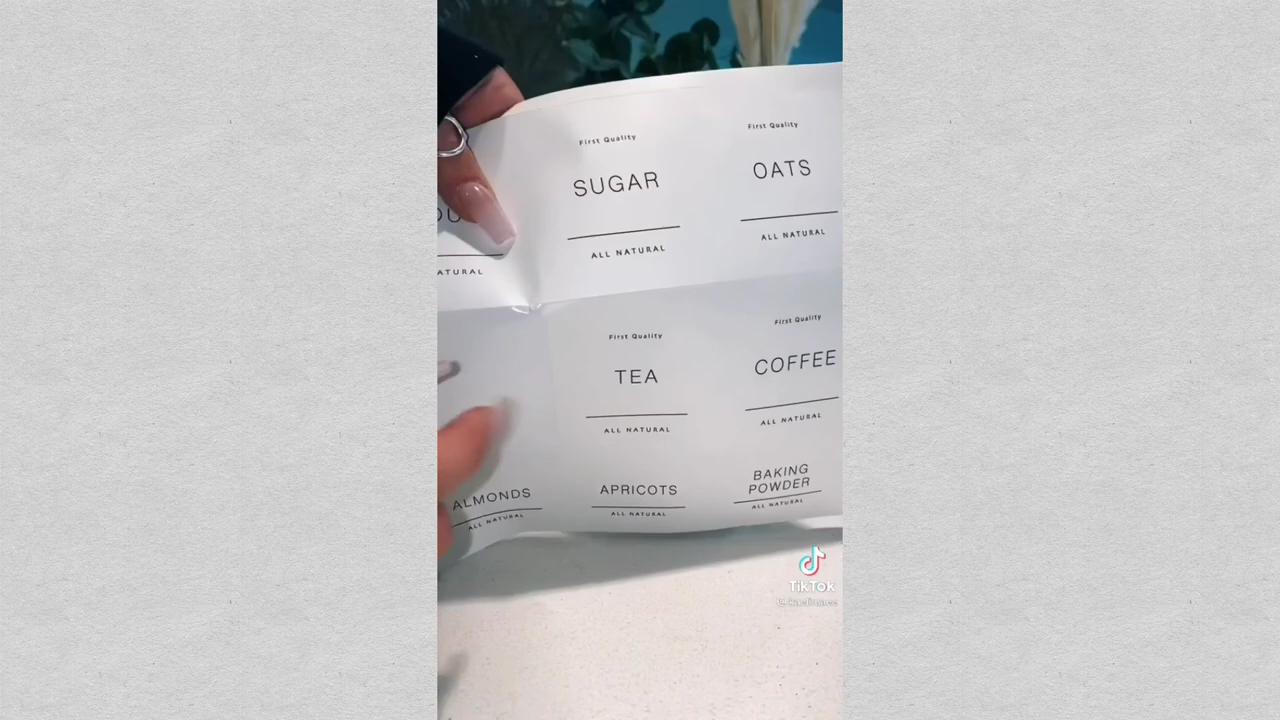 First Quality
SUGAR
ALL NATURAL
First Quality
OATS
ALL NATURAL
First Quality
TEA
ALL NATURAL
First Quality
COFFEE
ALL NATURAL
ALMONDS
ALL NATURAL
APRICOTS
ALL NATURAL
BAKING
POWDER
ALL NATURAL
TikTok